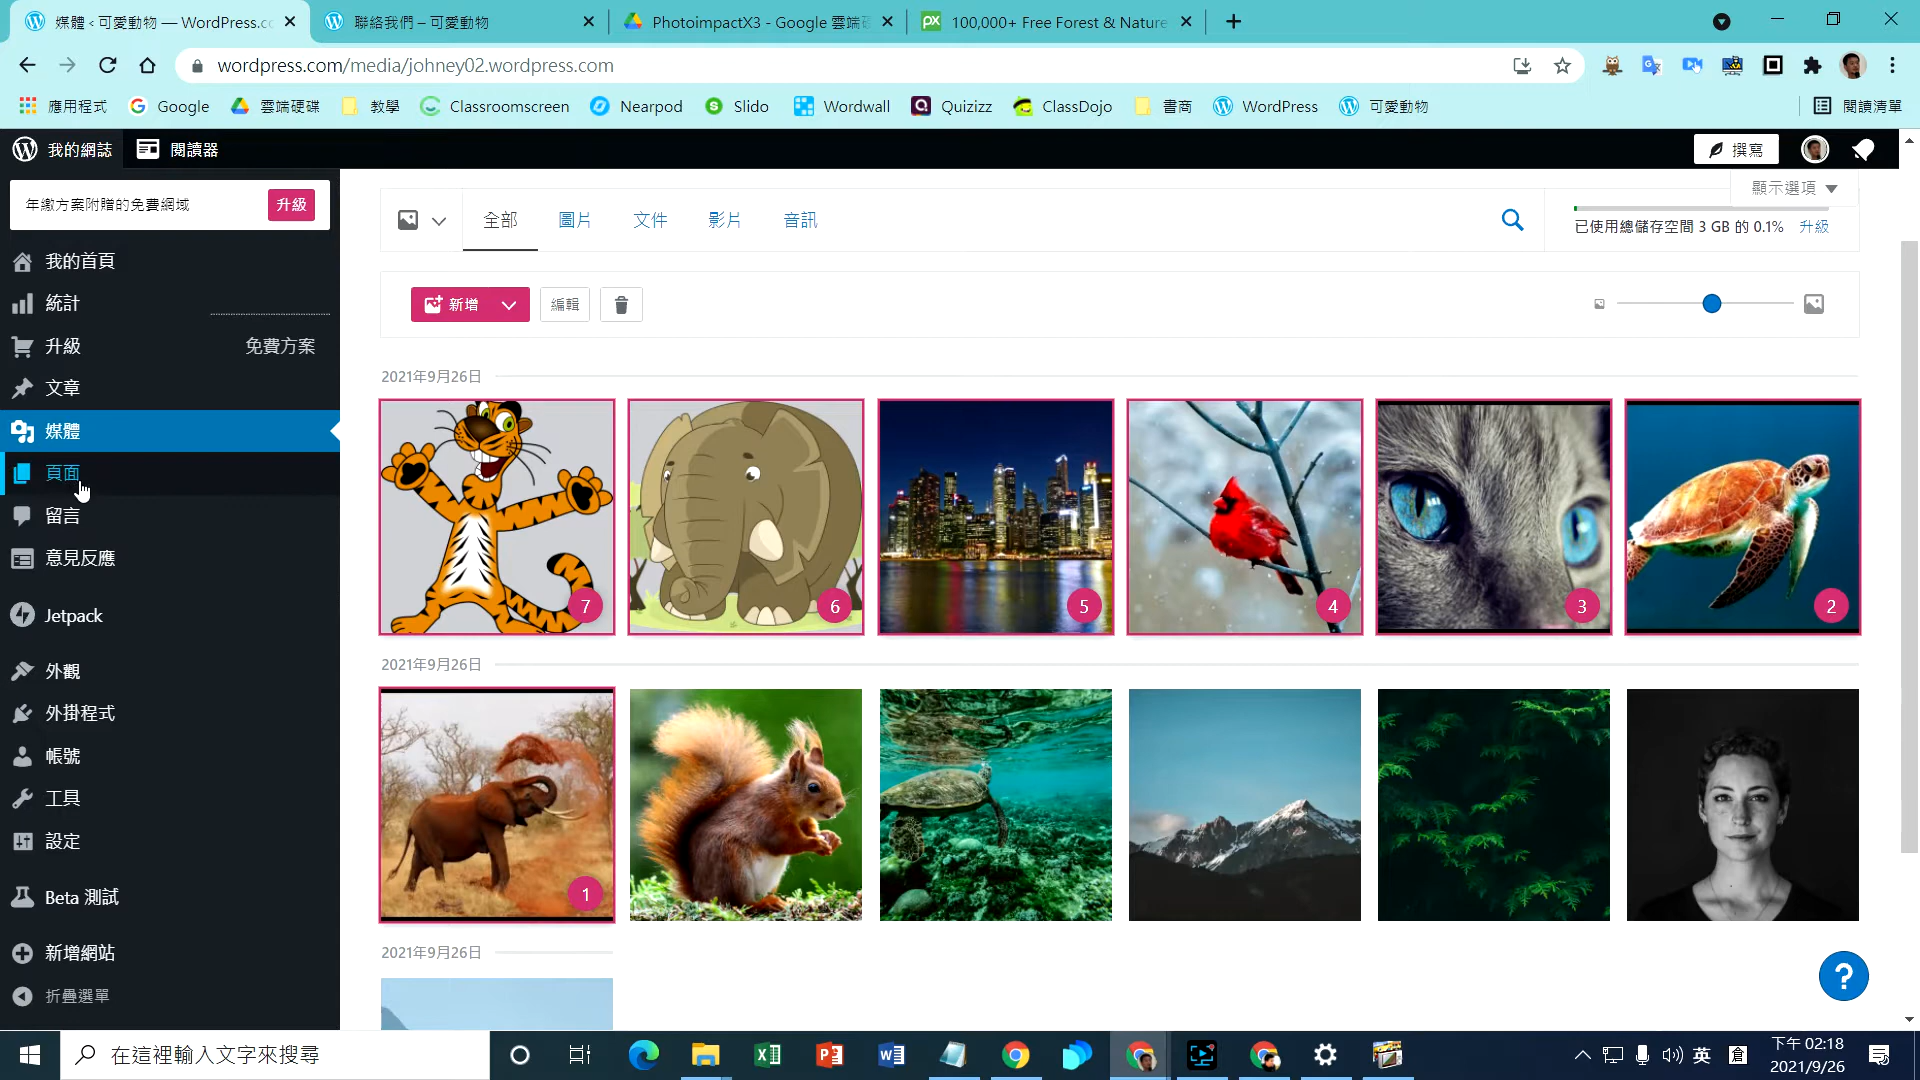 媒體 ‹ 可愛動物 — WordPress.c
聯絡我們 – 可愛動物
PhotoimpactX3 - Google 雲端
100,000+ Free Forest & Nature
wordpress.com/media/johney02.wordpress.com
應用程式
Google
雲端硬碟
教學
Classroomscreen
Nearpod
Slido
Wordwall
Quizizz
ClassDojo
書商
WordPress
可愛動物
閱讀清單
我的網誌
閱讀器
撰寫
年繳方案附贈的免費網域
升級
顯示選項
全部
圖片
文件
影片
音訊
已使用總儲存空間 3 GB 的 0.1%
升級
我的首頁
統計
升級
免費方案
文章
媒體
頁面
留言
意見反應
Jetpack
外觀
外掛程式
帳號
工具
設定
Beta 測試
新增網站
折疊選單
新增
編輯
2021年9月26日
7
6
5
4
3
2
2021年9月26日
1
2021年9月26日
?
在這裡輸入文字來搜尋
英
倉
下午 02:18
2021/9/26